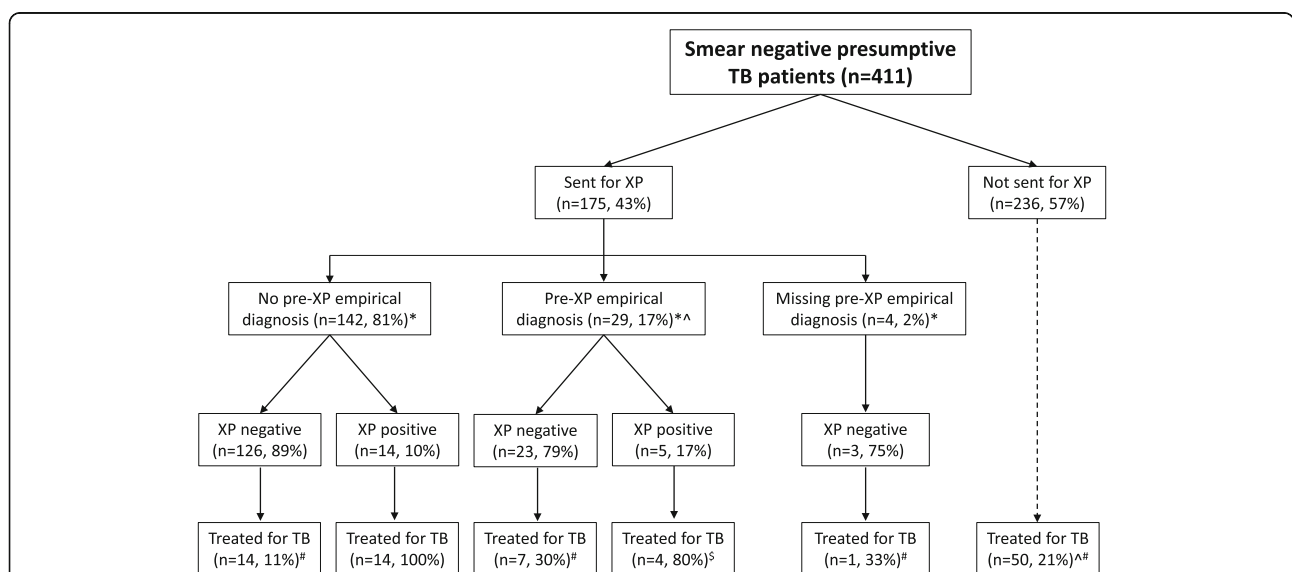 Smear negative presumptive
TB patients (n=411)
Sent for XP
(n=175, 43%)
Not sent for XP
(n=236, 57%)
No pre-XP empirical
diagnosis (n=142, 81%)*
Pre-XP empirical
diagnosis (n=29, 17%)*^
Missing pre-XP empirical
diagnosis (n=4, 2%)*
XP negative
(n=126, 89%)
XP positive
(n=14, 10%)
XP negative
(n=23, 79%)
XP positive
(n=5, 17%)
XP negative
(n=3, 75%)
Treated for TB
(n=14, 11%)#
Treated for TB
(n=14, 100%)
Treated for TB
(n=7, 30%)#
Treated for TB
(n=4, 80%)$
Treated for TB
(n=1, 33%)#
Treated for TB
(n=50, 21%)^#